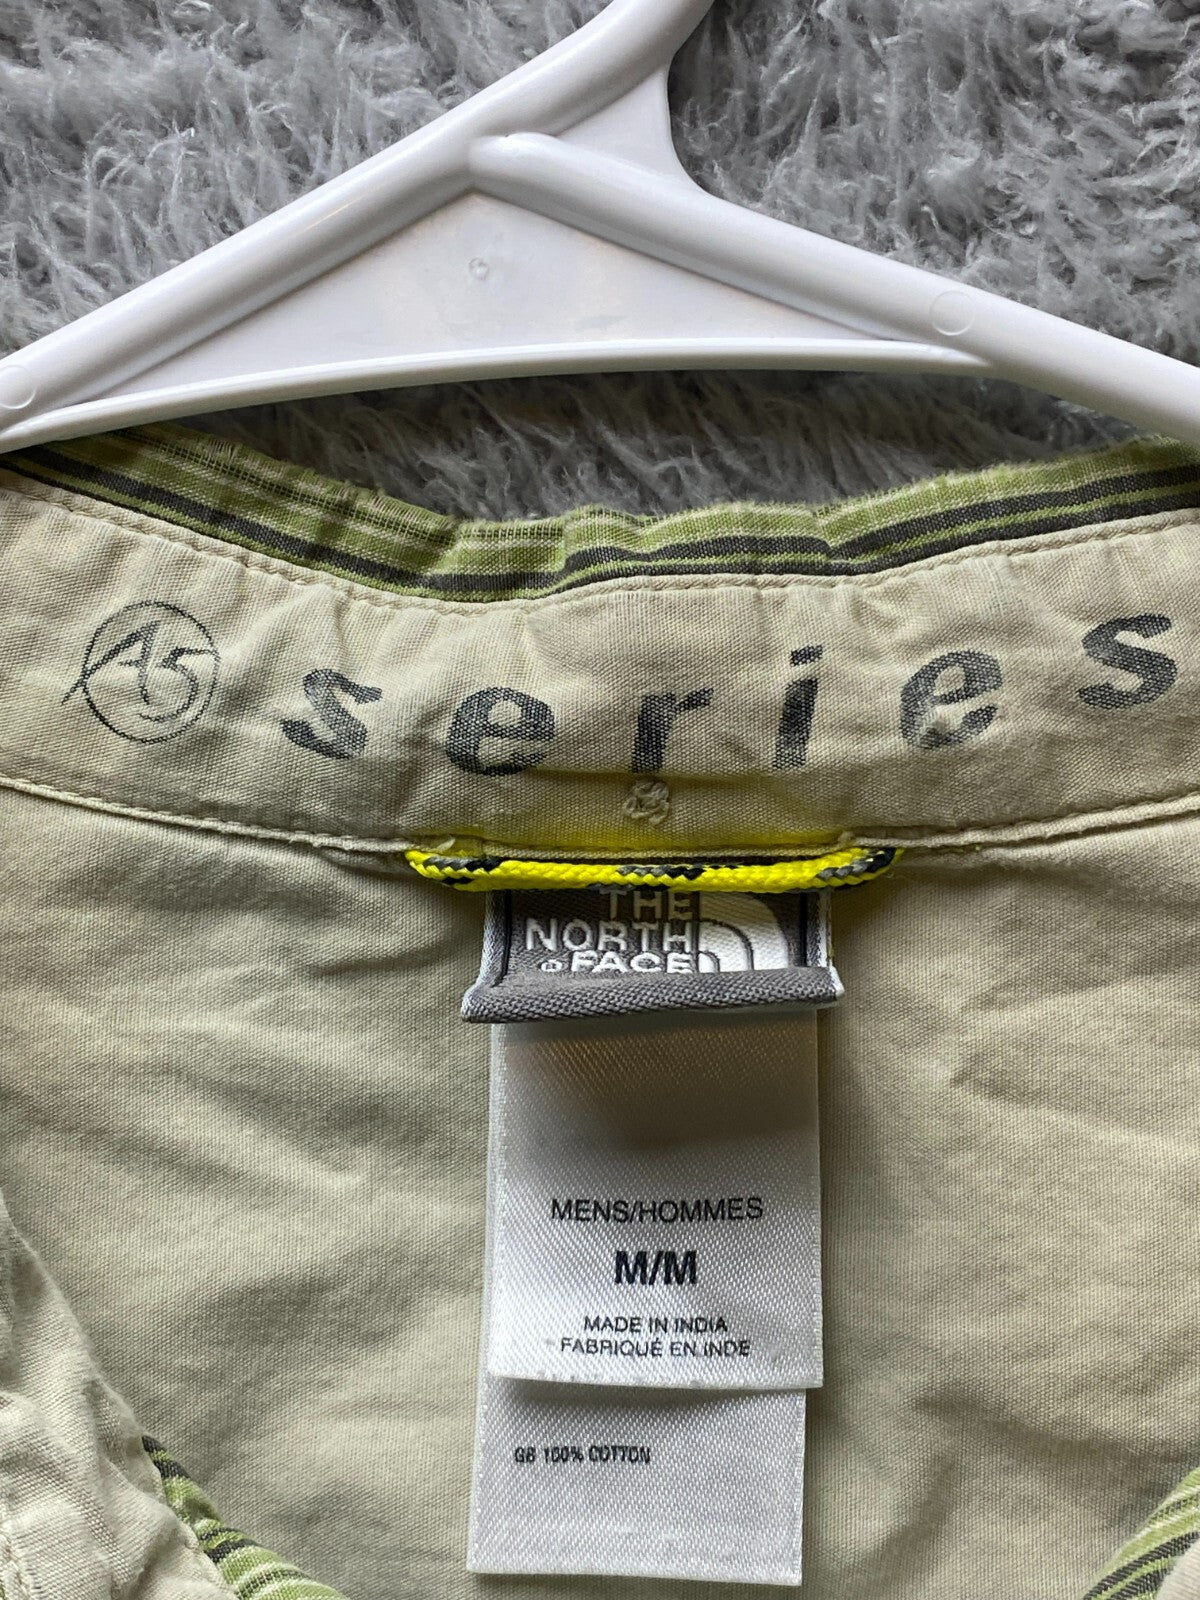 A5 series
THE
NORTH
FACE
MENS/HOMMES
M/M
MADE IN INDIA
FABRIQUÉ EN INDE
GB 100% COTTON